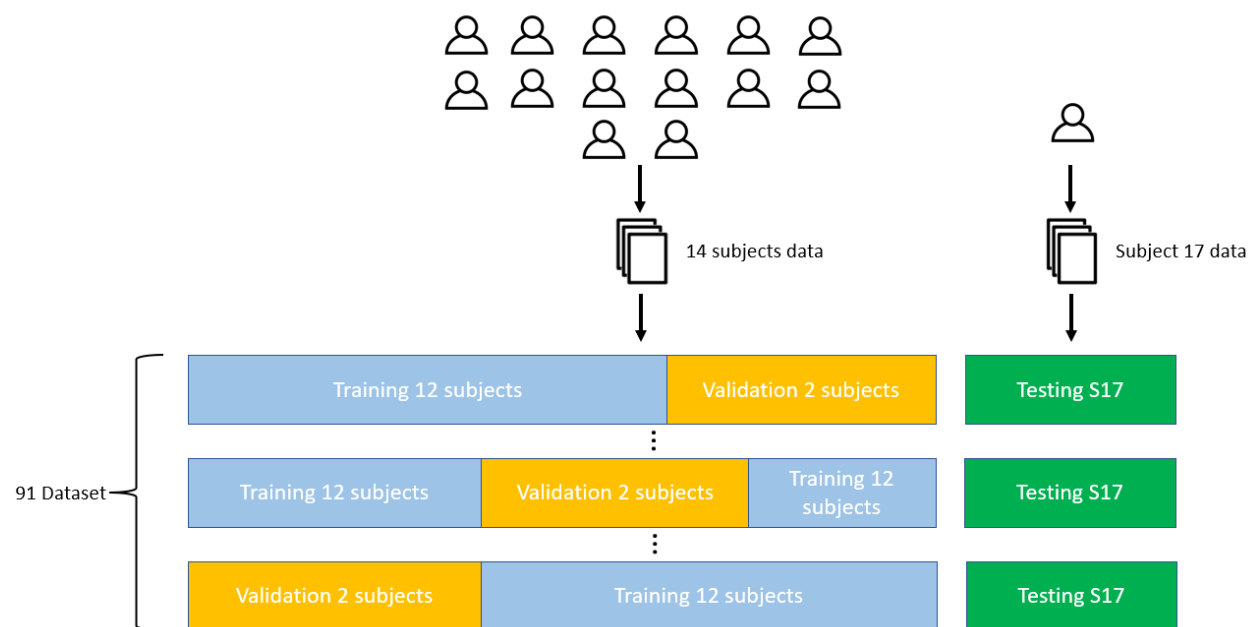 14 subjects data
Subject 17 data
Training 12 subjects
Validation 2 subjects
Testing S17
91 Dataset
Training 12 subjects
Validation 2 subjects
Training 12
subjects
Testing S17
Validation 2 subjects
Training 12 subjects
Testing S17